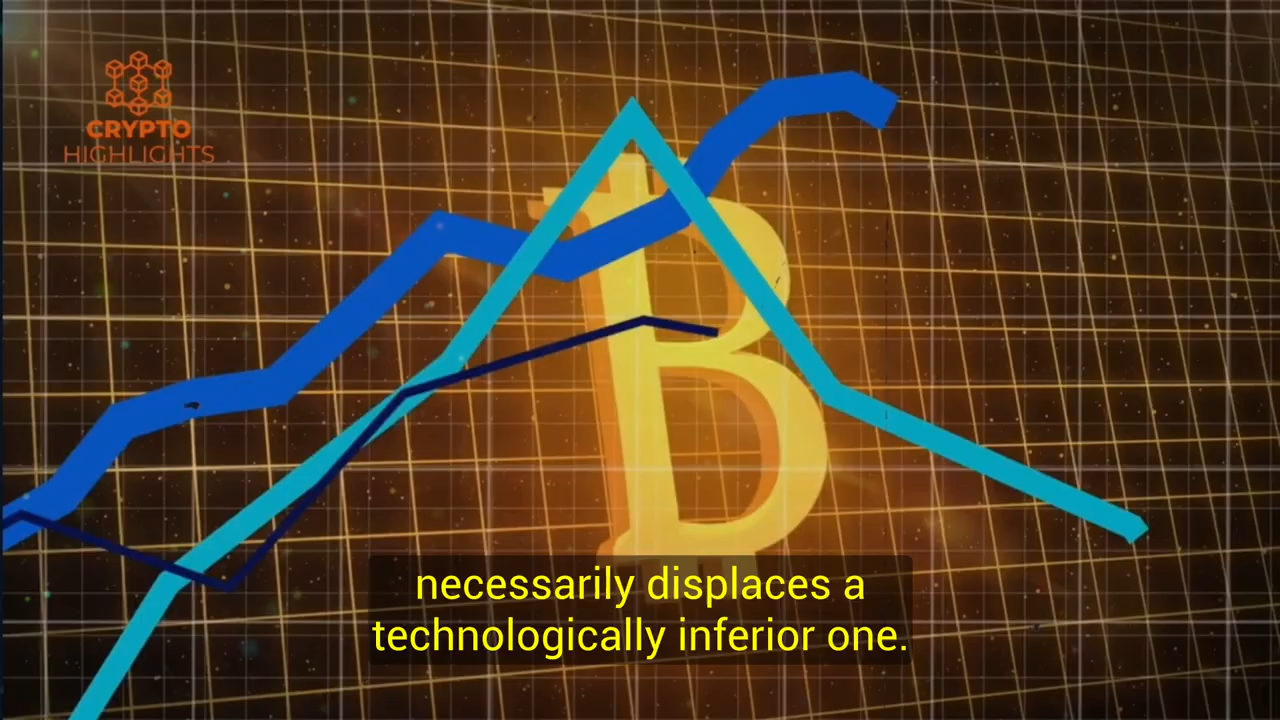 CRYPTO
HIGHLIGHTS
necessarily displaces a
technologically inferior one.